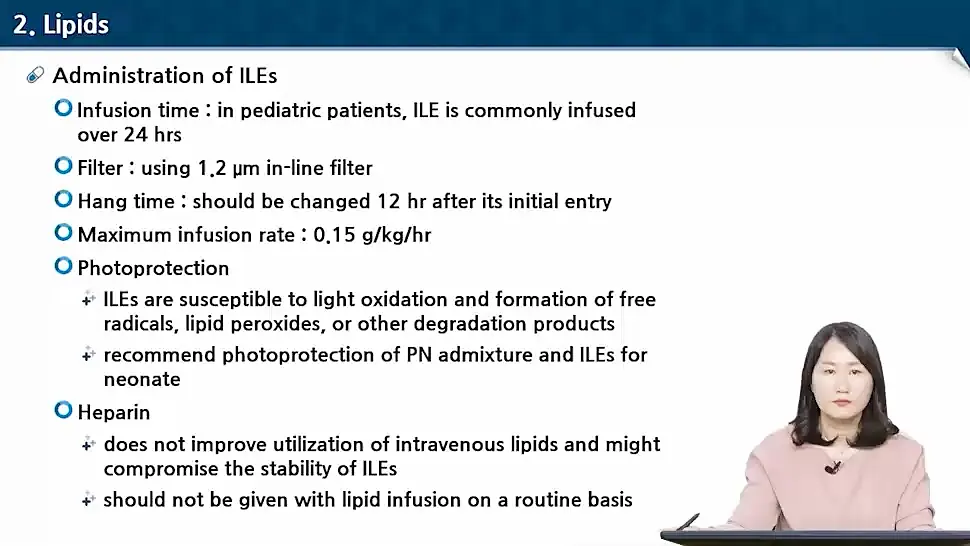 2. Lipids
Administration of ILEs
Infusion time : in pediatric patients, ILE is commonly infused
over 24 hrs
Filter : using 1.2 μm in-line filter
Hang time : should be changed 12 hr after its initial entry
Maximum infusion rate : 0.15 g/kg/hr
Photoprotection
ILEs are susceptible to light oxidation and formation of free
radicals, lipid peroxides, or other degradation products
recommend photoprotection of PN admixture and ILEs for
neonate
Heparin
does not improve utilization of intravenous lipids and might
compromise the stability of ILEs
should not be given with lipid infusion on a routine basis